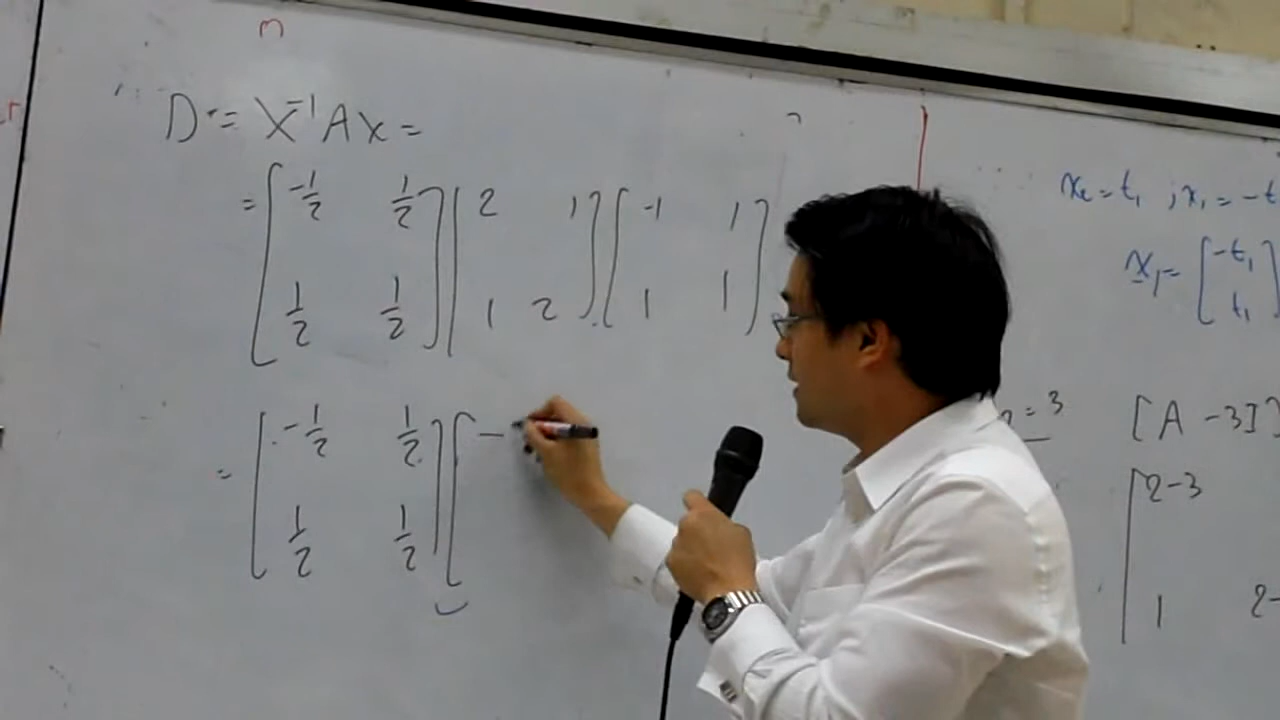 n
r
D = X⁻¹AX =
= [ -1/2 1/2 ] [ 2 1 ] [ -1 1 ]
[ 1/2 1/2 ] [ 1 2 ] [ 1 1 ]
= [ -1/2 1/2 ] [ -
[ 1/2 1/2 ] [
x₂ = t₁ ; x₁ = -t
x₁ = [ -t₁ ]
[ t₁ ]
= 3
[A - 3I]
[ 2-3
[ 1 2-